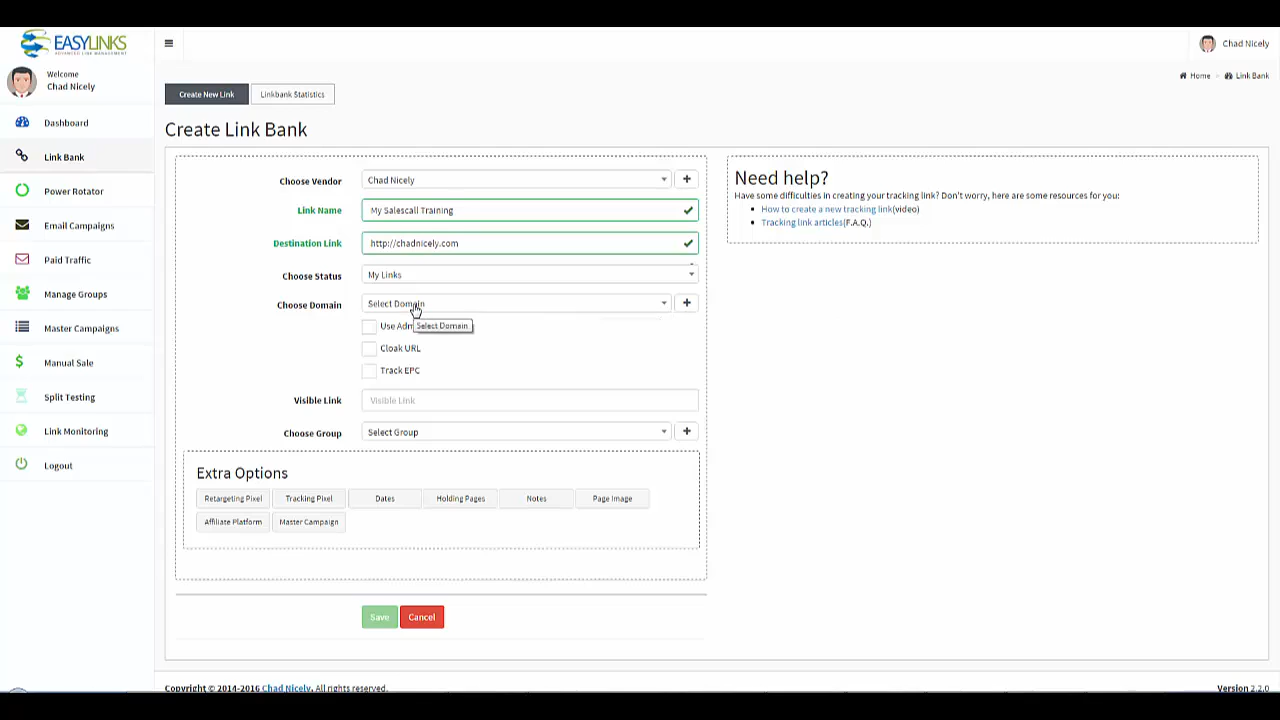 EASYLINKS
ADVANCED LINK MANAGEMENT
Chad Nicely
Welcome
Chad Nicely
Home
Link Bank
Create New Link
Linkbank Statistics
Dashboard
Create Link Bank
Link Bank
Need help?
Choose Vendor
Chad Nicely
+
Power Rotator
Have some difficulties in creating your tracking link? Don't worry, here are some resources for you:
Link Name
My Salescall Training
How to create a new tracking link(video)
Email Campaigns
Tracking link articles(F.A.Q.)
Destination Link
http://chadnicely.com
Paid Traffic
Choose Status
My Links
Manage Groups
Choose Domain
Select Domain
+
Master Campaigns
Use Adm
Select Domain
Cloak URL
Manual Sale
Track EPC
Split Testing
Visible Link
Visible Link
Link Monitoring
Choose Group
Select Group
+
Logout
Extra Options
Retargeting Pixel
Tracking Pixel
Dates
Holding Pages
Notes
Page Image
Affiliate Platform
Master Campaign
Save
Cancel
Copyright © 2014-2016 Chad Nicely. All rights reserved.
Version 2.2.0